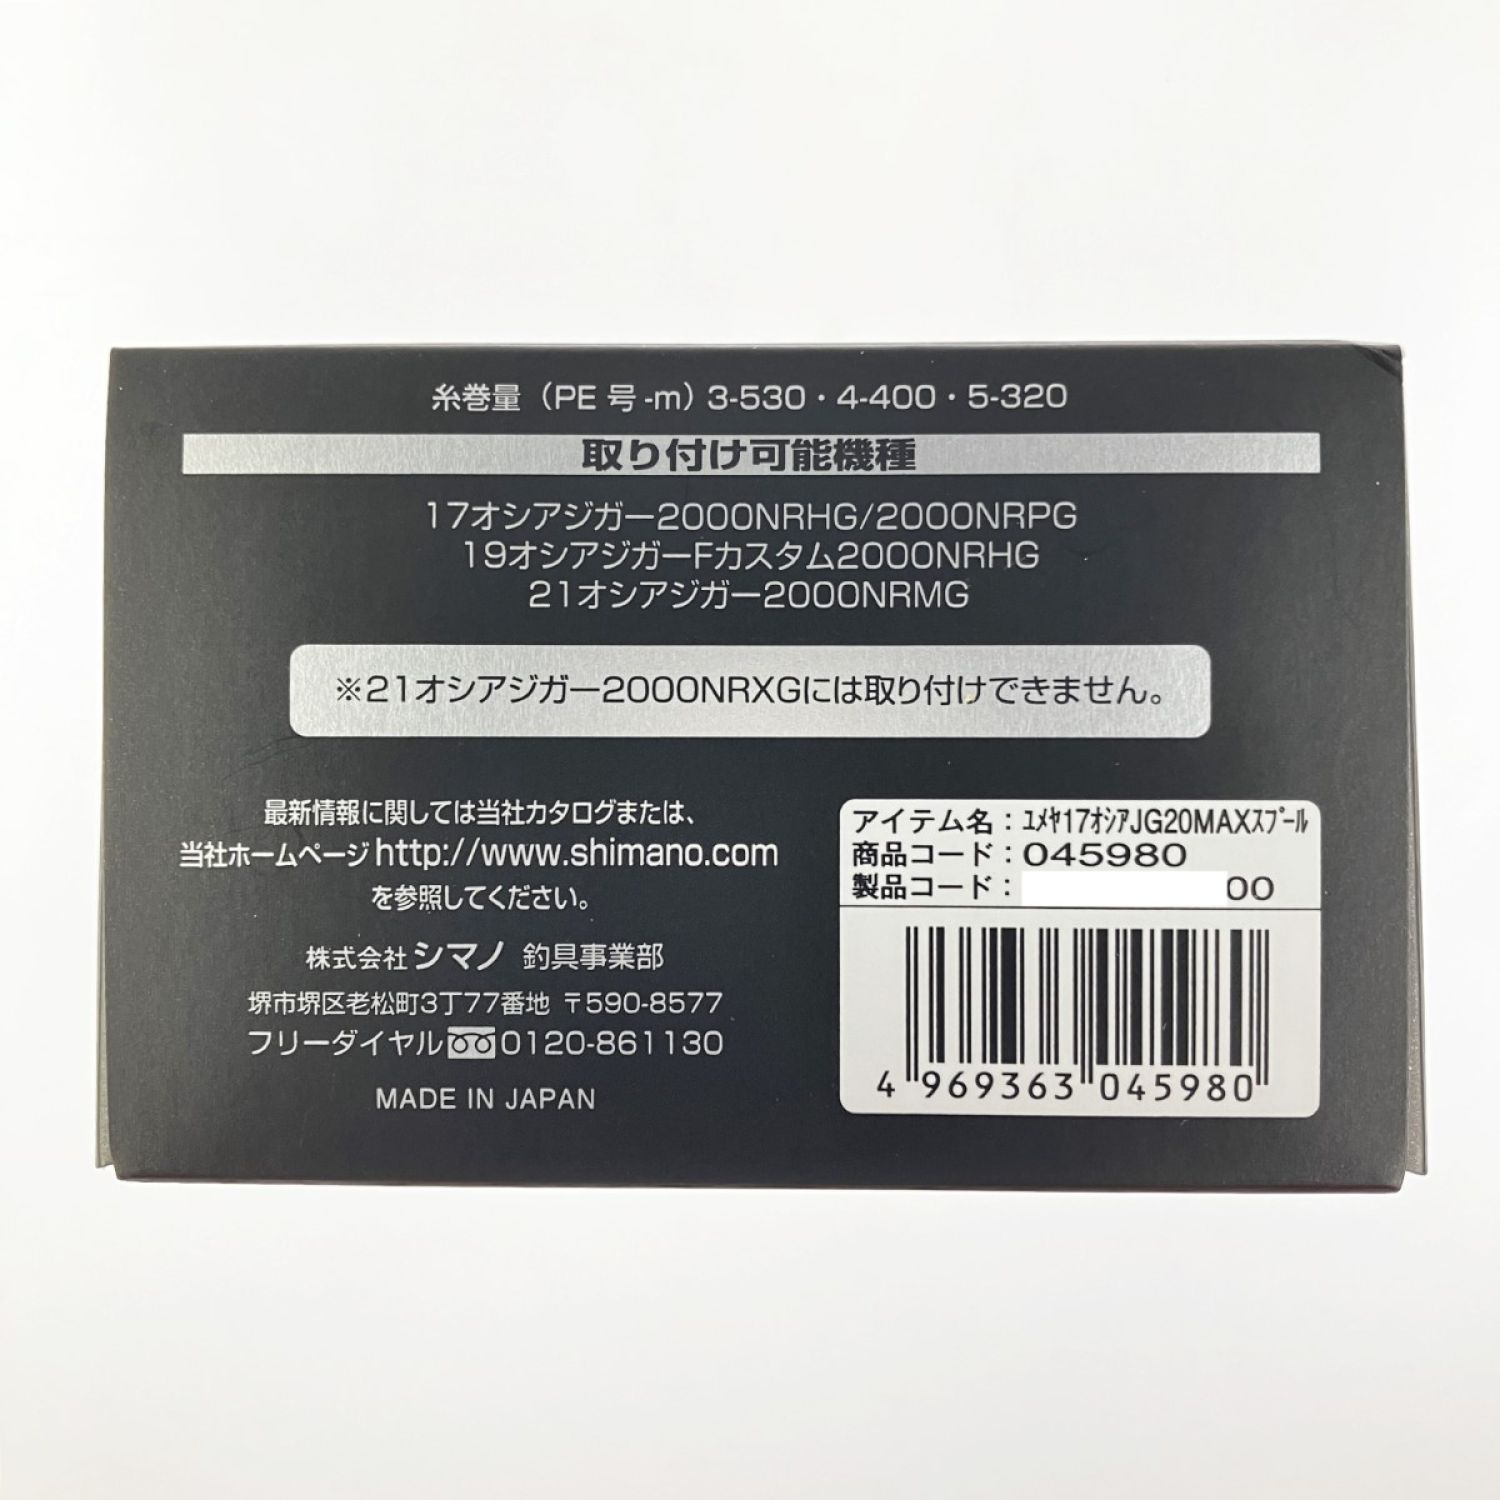 糸巻量（PE 号-m）3-530・4-400・5-320
取り付け可能機種
17オシアジガー2000NRHG/2000NRPG
19オシアジガーFカスタム2000NRHG
21オシアジガー2000NRMG
※21オシアジガー2000NRXGには取り付けできません。
最新情報に関しては当社カタログまたは、
当社ホームページhttp://www.shimano.com
を参照してください。
株式会社 シマノ 釣具事業部
堺市堺区老松町3丁77番地 〒590-8577
フリーダイヤル 0120-861130
MADE IN JAPAN
アイテム名：ﾕﾒﾔ17ｵｼｱJG20MAXｽﾌﾟｰﾙ
商品コード：045980
製品コード： 00
4 969363 045980